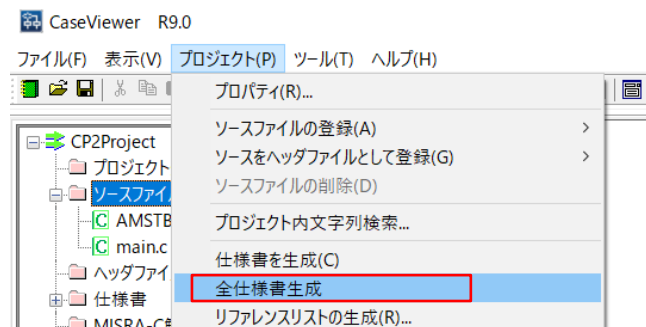 CaseViewer R9.0
ファイル(F) 表示(V) プロジェクト(P) ツール(T) ヘルプ(H)
プロパティ(R)...
CP2Project
ソースファイルの登録(A)
プロジェクト
ソースをヘッダファイルとして登録(G)
ソースファイ
ソースファイルの削除(D)
AMSTB
プロジェクト内文字列検索...
main.c
仕様書を生成(C)
ヘッダファイ
全仕様書生成
仕様書
リファレンスリストの生成(R)...
MISRA-C